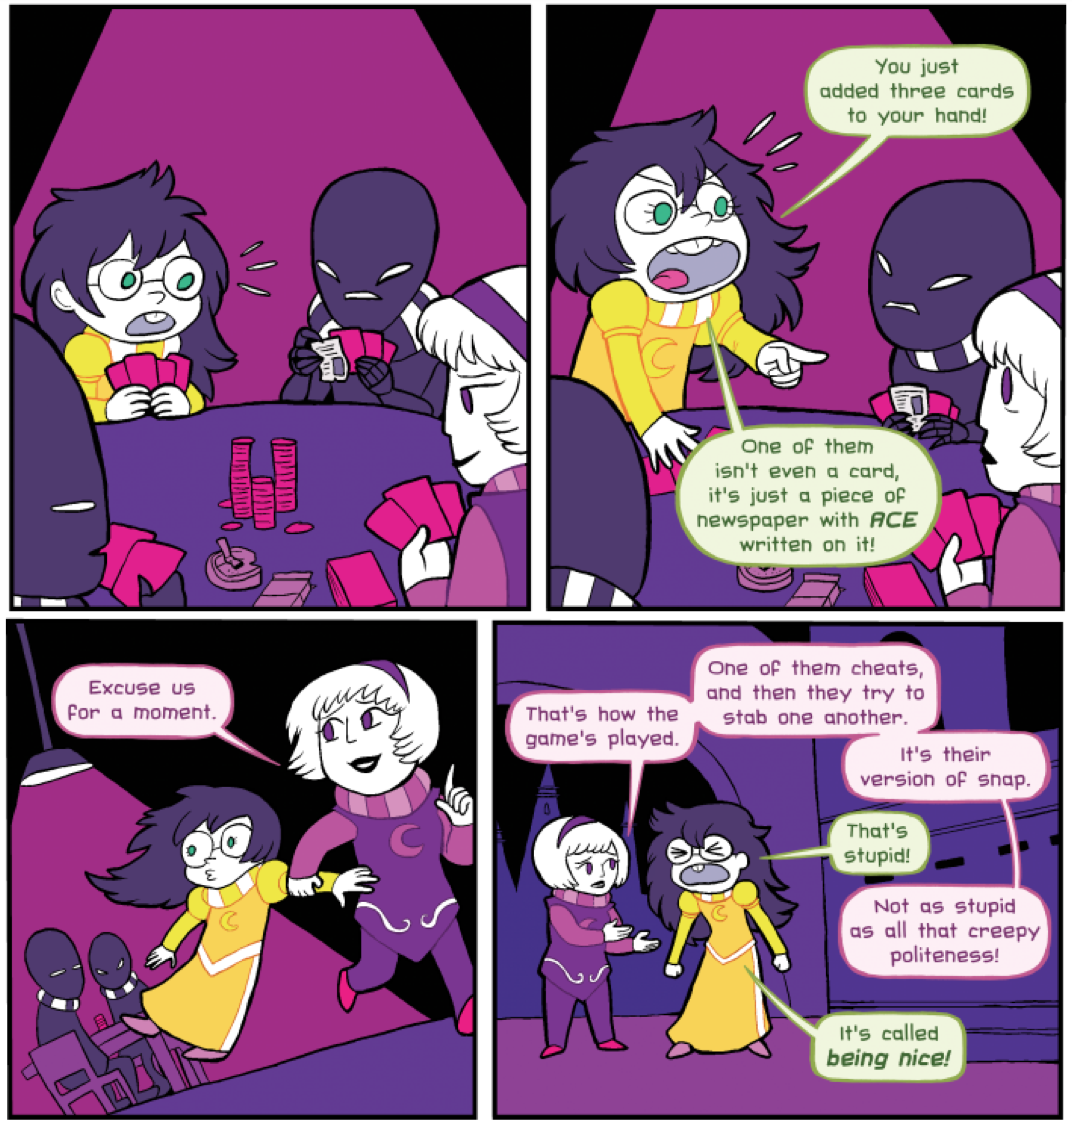 You just
added three cards
to your hand!
One of them
isn't even a card,
it's just a piece of
newspaper with ACE
written on it!
Excuse us
for a moment.
That's how the
game's played.
One of them cheats,
and then they try to
stab one another.
It's their
version of snap.
That's
stupid!
Not as stupid
as all that creepy
politeness!
It's called
being nice!